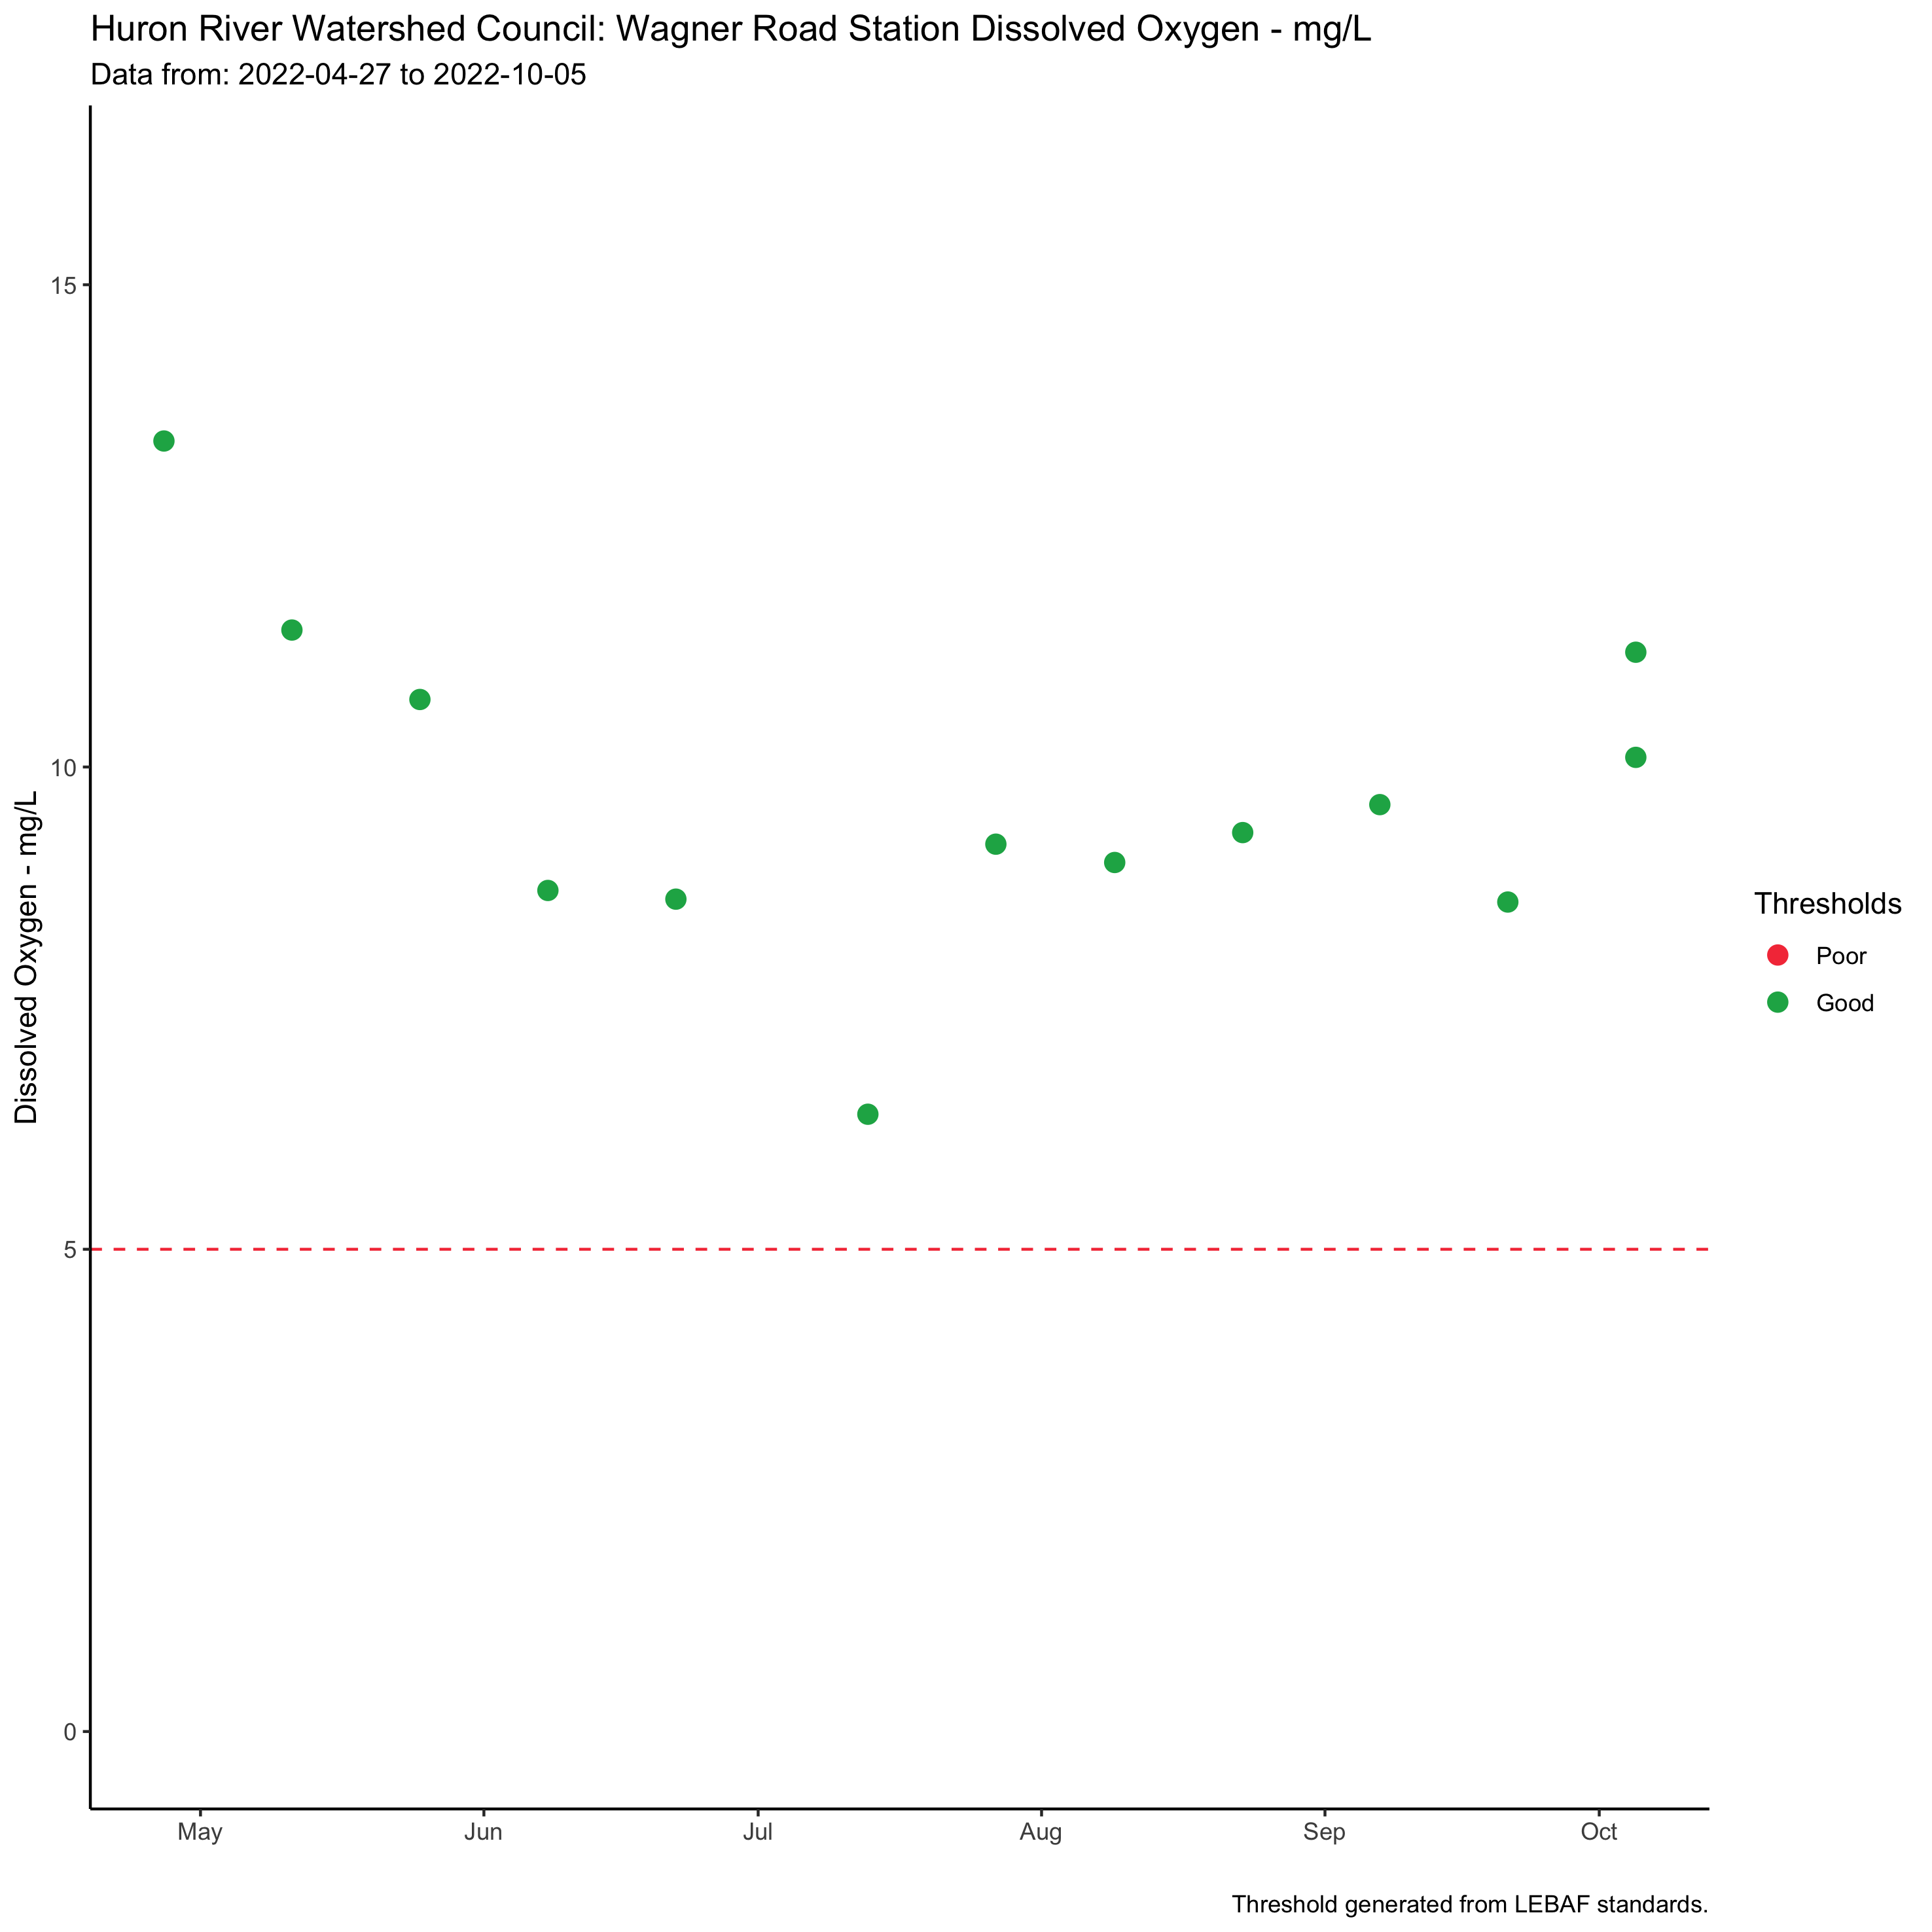 Huron River Watershed Council: Wagner Road Station Dissolved Oxygen - mg/L
Data from: 2022-04-27 to 2022-10-05
Dissolved Oxygen - mg/L
15
10
5
0
May Jun Jul Aug Sep Oct
Thresholds
Poor
Good
Threshold generated from LEBAF standards.